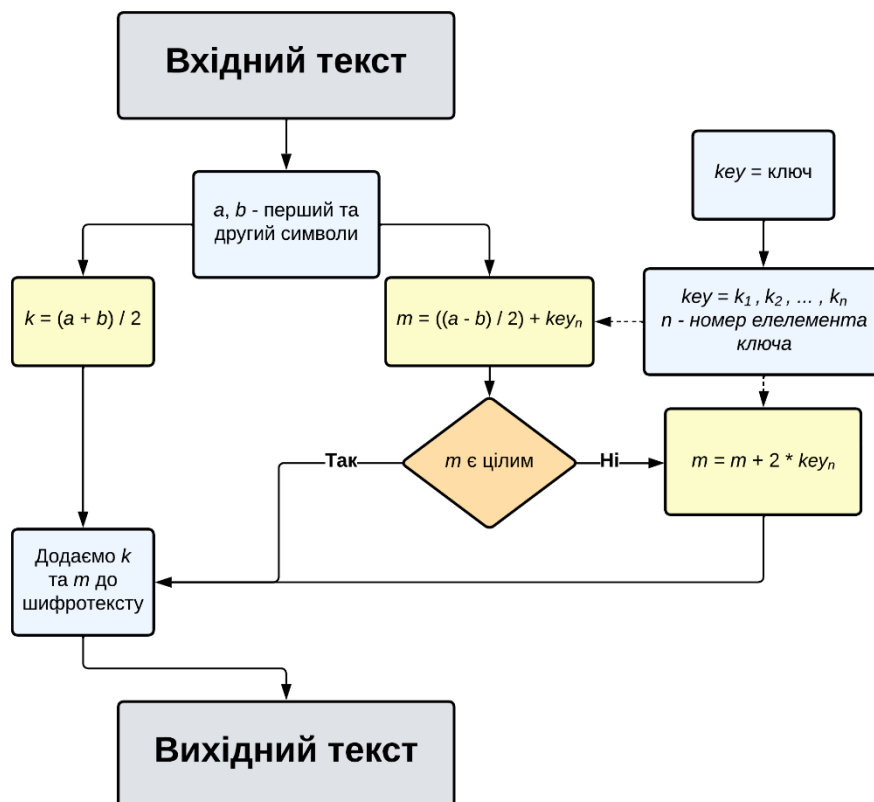 Вхідний текст
a, b - перший та
другий символи
key = ключ
k = (a + b) / 2
m = ((a - b) / 2) + keyₙ
key = k₁ , k₂ , ... , kₙ
n - номер елелемента
ключа
Так
m є цілим
Ні
m = m + 2 * keyₙ
Додаємо k
та m до
шифротексту
Вихідний текст